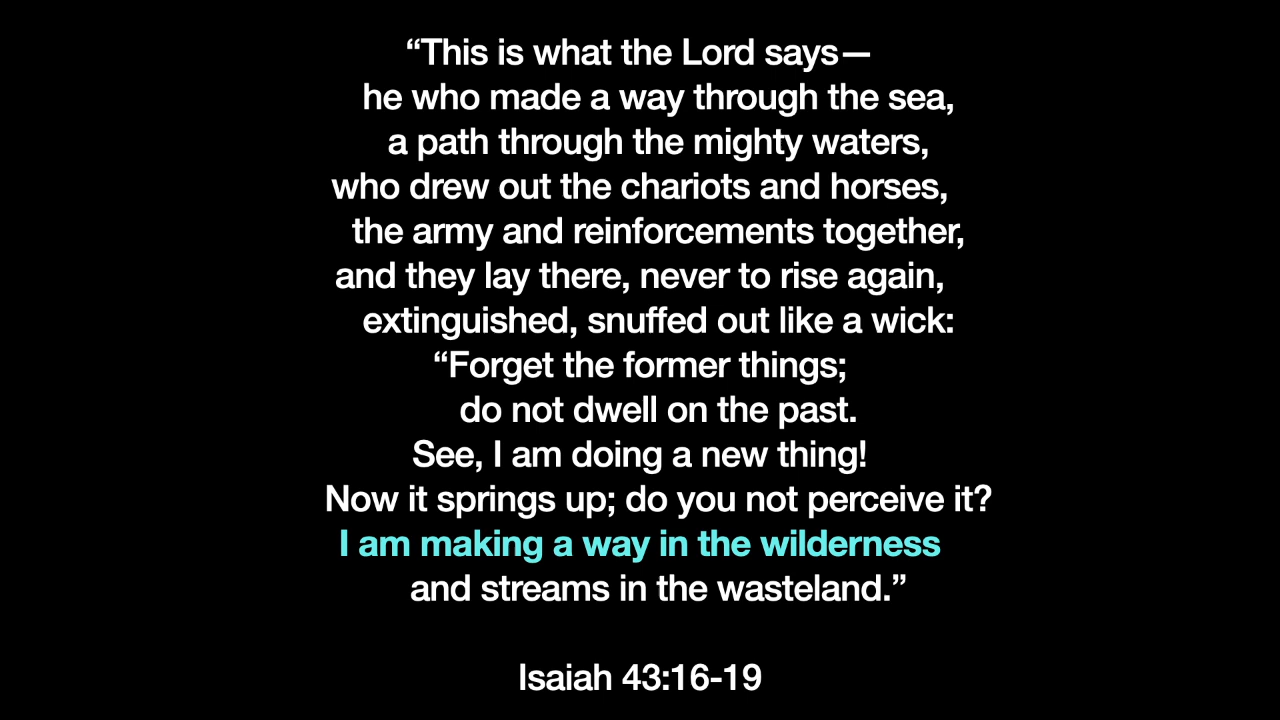 “This is what the Lord says—
he who made a way through the sea,
a path through the mighty waters,
who drew out the chariots and horses,
the army and reinforcements together,
and they lay there, never to rise again,
extinguished, snuffed out like a wick:
“Forget the former things;
do not dwell on the past.
See, I am doing a new thing!
Now it springs up; do you not perceive it?
I am making a way in the wilderness
and streams in the wasteland.”
Isaiah 43:16-19